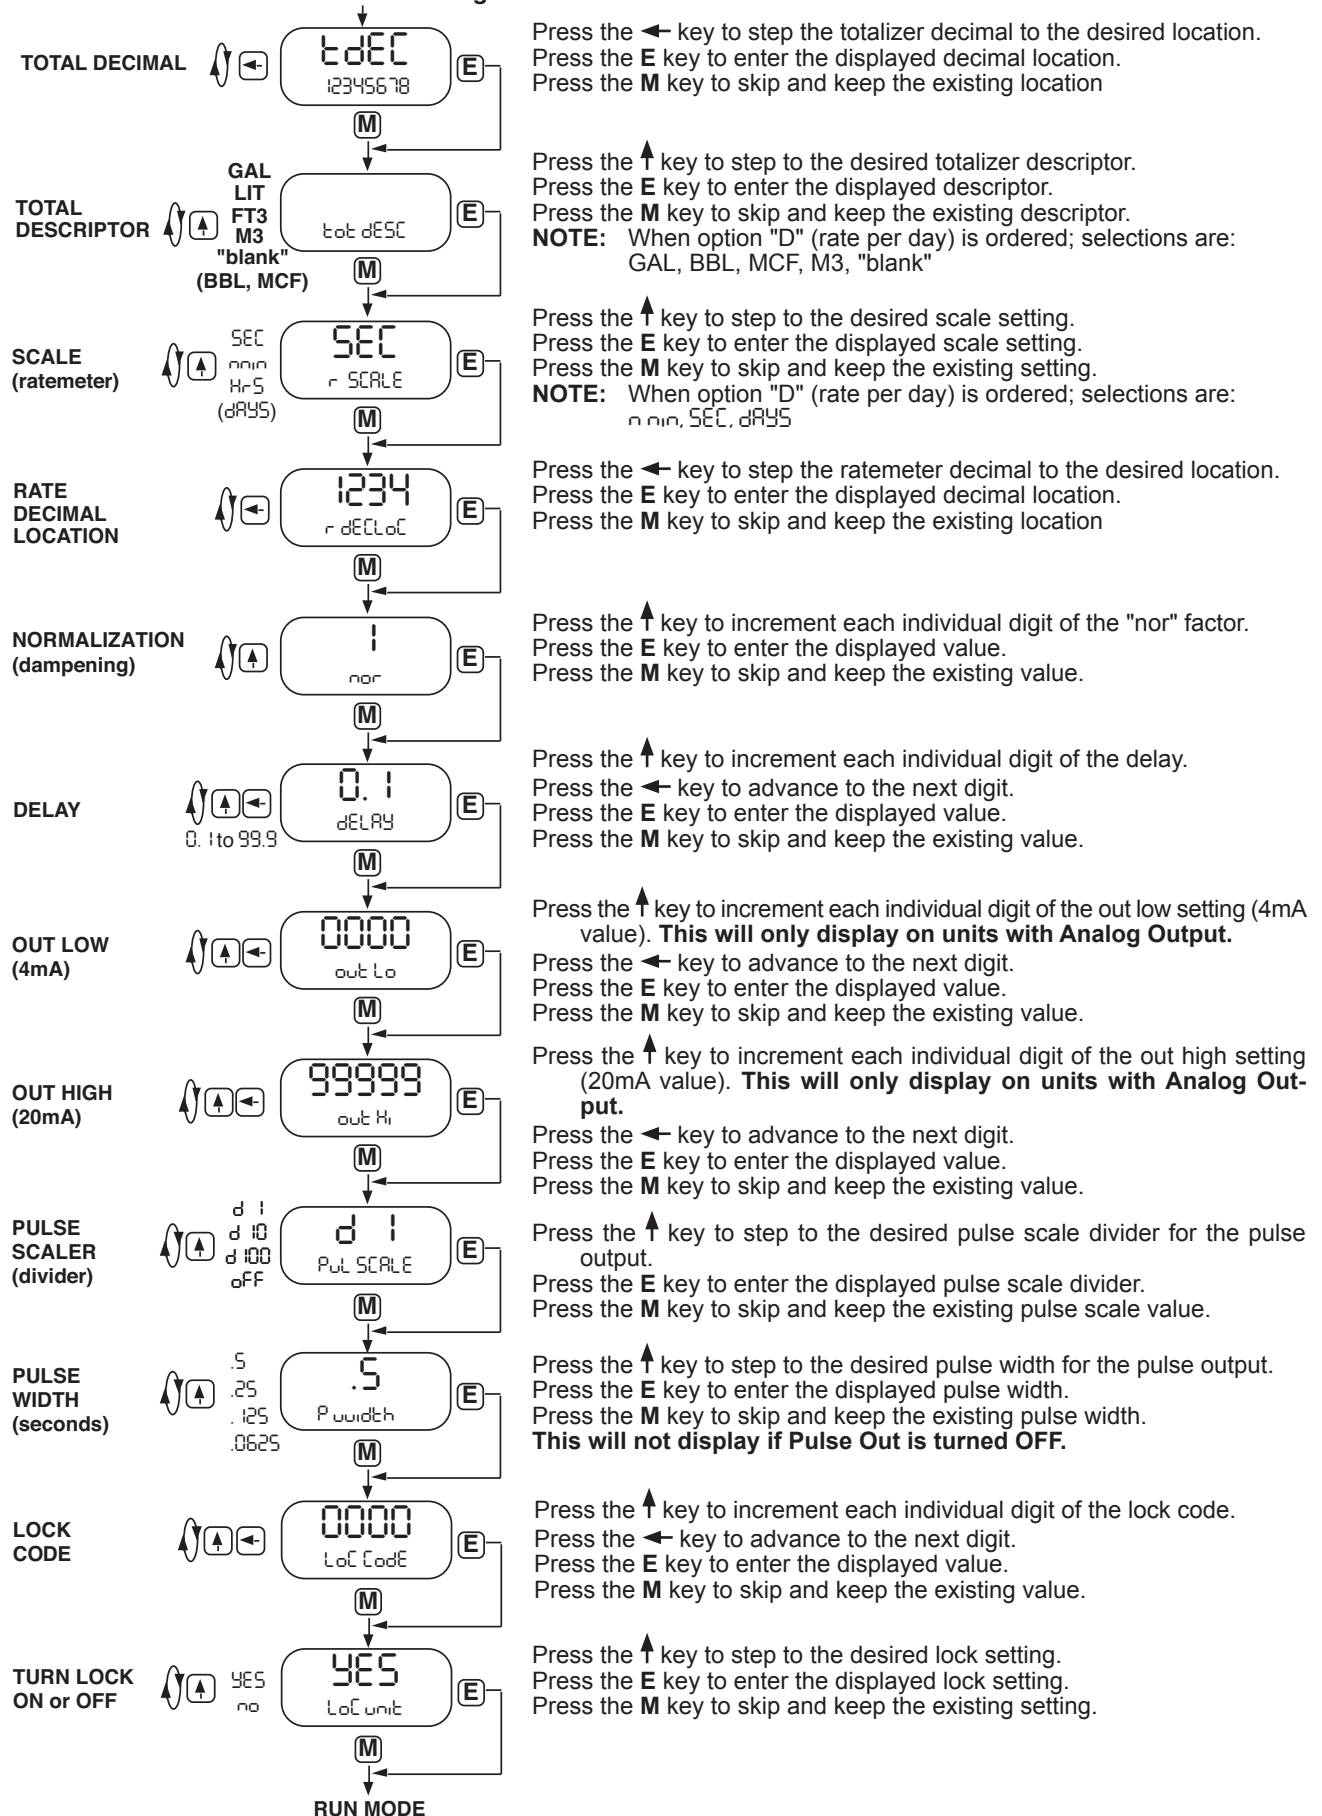 g
TOTAL DECIMAL
tdEC
12345678
E
M
Press the ← key to step the totalizer decimal to the desired location.
Press the E key to enter the displayed decimal location.
Press the M key to skip and keep the existing location
TOTAL
DESCRIPTOR
GAL
LIT
FT3
M3
"blank"
(BBL, MCF)
tot dESC
E
M
Press the ↑ key to step to the desired totalizer descriptor.
Press the E key to enter the displayed descriptor.
Press the M key to skip and keep the existing descriptor.
NOTE: When option "D" (rate per day) is ordered; selections are:
GAL, BBL, MCF, M3, "blank"
SCALE
(ratemeter)
SEC
min
HrS
(dAYS)
SEC
r SCALE
E
M
Press the ↑ key to step to the desired scale setting.
Press the E key to enter the displayed scale setting.
Press the M key to skip and keep the existing setting.
NOTE: When option "D" (rate per day) is ordered; selections are:
min, SEC, dAYS
RATE
DECIMAL
LOCATION
1234
r dECLoC
E
M
Press the ← key to step the ratemeter decimal to the desired location.
Press the E key to enter the displayed decimal location.
Press the M key to skip and keep the existing location
NORMALIZATION
(dampening)
1
nor
E
M
Press the ↑ key to increment each individual digit of the "nor" factor.
Press the E key to enter the displayed value.
Press the M key to skip and keep the existing value.
DELAY
0.1 to 99.9
0.1
dELAY
E
M
Press the ↑ key to increment each individual digit of the delay.
Press the ← key to advance to the next digit.
Press the E key to enter the displayed value.
Press the M key to skip and keep the existing value.
OUT LOW
(4mA)
0000
out Lo
E
M
Press the ↑ key to increment each individual digit of the out low setting (4mA
value). This will only display on units with Analog Output.
Press the ← key to advance to the next digit.
Press the E key to enter the displayed value.
Press the M key to skip and keep the existing value.
OUT HIGH
(20mA)
99999
out Hi
E
M
Press the ↑ key to increment each individual digit of the out high setting
(20mA value). This will only display on units with Analog Out-
put.
Press the ← key to advance to the next digit.
Press the E key to enter the displayed value.
Press the M key to skip and keep the existing value.
PULSE
SCALER
(divider)
d 1
d 10
d 100
oFF
d 1
PuL SCALE
E
M
Press the ↑ key to step to the desired pulse scale divider for the pulse
output.
Press the E key to enter the displayed pulse scale divider.
Press the M key to skip and keep the existing pulse scale value.
PULSE
WIDTH
(seconds)
.5
.25
.125
.0625
.5
P width
E
M
Press the ↑ key to step to the desired pulse width for the pulse output.
Press the E key to enter the displayed pulse width.
Press the M key to skip and keep the existing pulse width.
This will not display if Pulse Out is turned OFF.
LOCK
CODE
0000
LoC CodE
E
M
Press the ↑ key to increment each individual digit of the lock code.
Press the ← key to advance to the next digit.
Press the E key to enter the displayed value.
Press the M key to skip and keep the existing value.
TURN LOCK
ON or OFF
YES
no
YES
LoC unit
E
M
Press the ↑ key to step to the desired lock setting.
Press the E key to enter the displayed lock setting.
Press the M key to skip and keep the existing setting.
RUN MODE